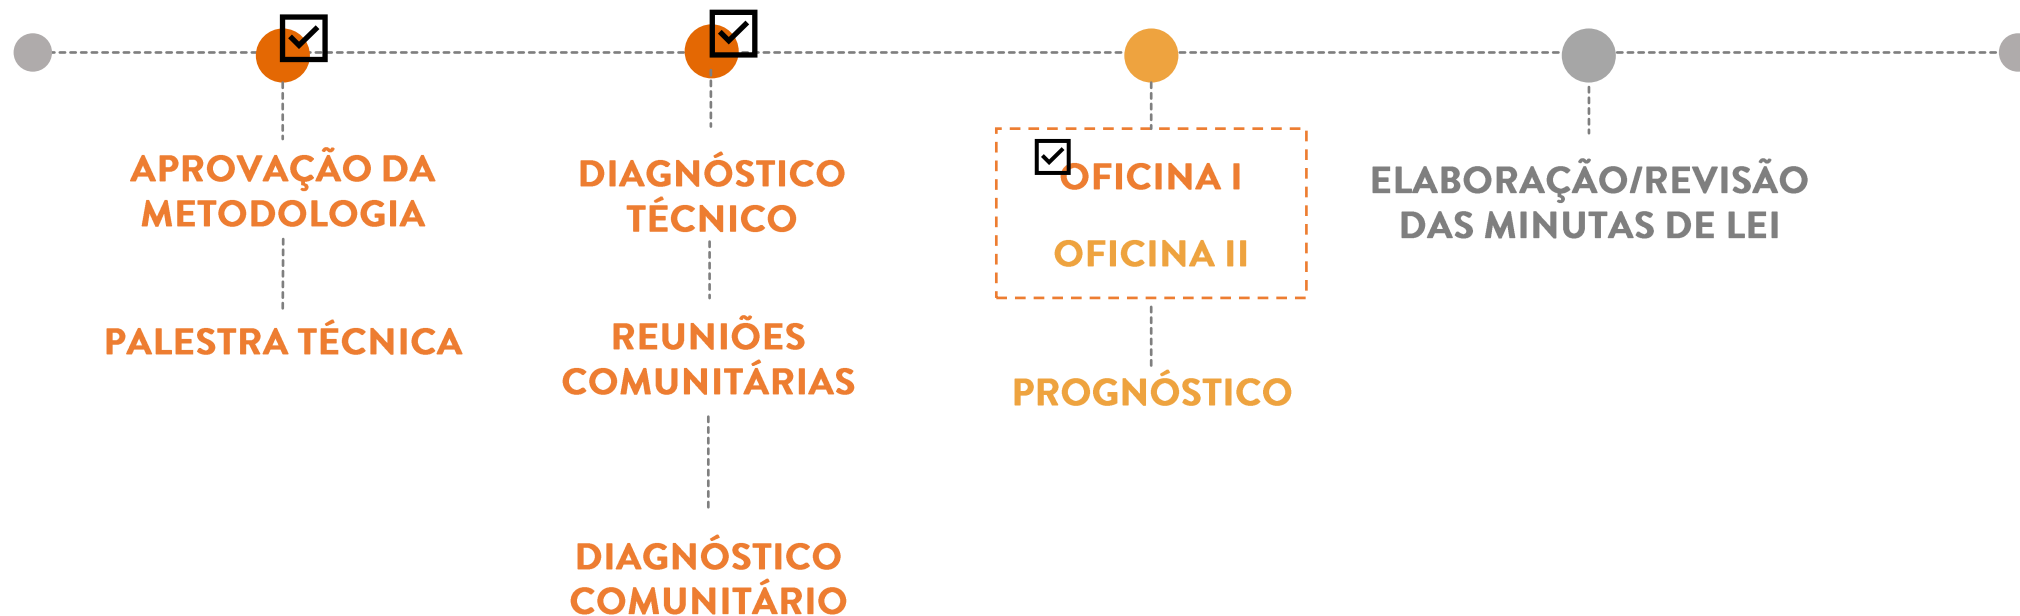 APROVAÇÃO DA
METODOLOGIA
PALESTRA TÉCNICA
DIAGNÓSTICO
TÉCNICO
REUNIÕES
COMUNITÁRIAS
DIAGNÓSTICO
COMUNITÁRIO
OFICINA I
OFICINA II
PROGNÓSTICO
ELABORAÇÃO/REVISÃO
DAS MINUTAS DE LEI